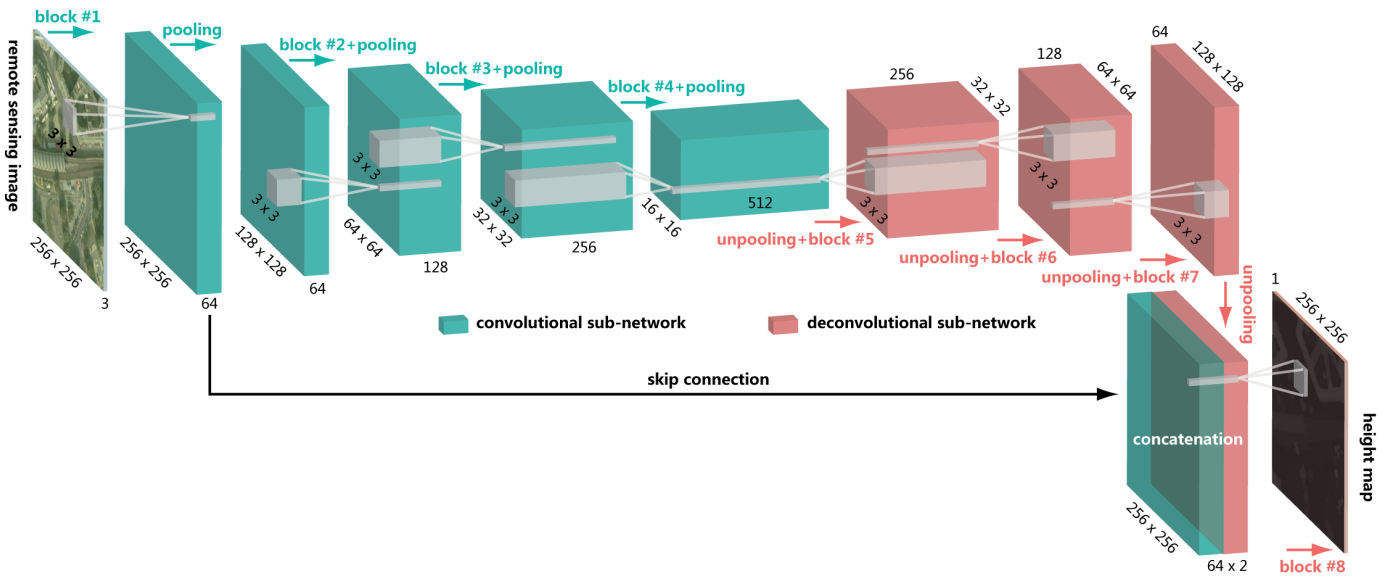 block #1
pooling
block #2+pooling
block #3+pooling
block #4+pooling
remote sensing image
3 x 3
256 x 256
3
256 x 256
64
3 x 3
128 x 128
64
3 x 3
64 x 64
128
3 x 3
32 x 32
256
16 x 16
512
256
32 x 32
3 x 3
unpooling+block #5
128
64 x 64
3 x 3
unpooling+block #6
64
128 x 128
3 x 3
unpooling+block #7
unpooling
convolutional sub-network
deconvolutional sub-network
skip connection
concatenation
256 x 256
64 x 2
1
256 x 256
height map
block #8